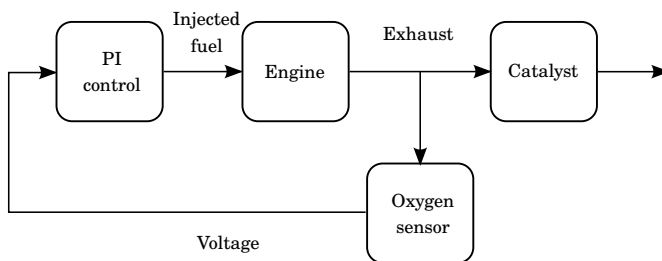 Injected
fuel
Exhaust
PI
control
Engine
Catalyst
Oxygen
sensor
Voltage